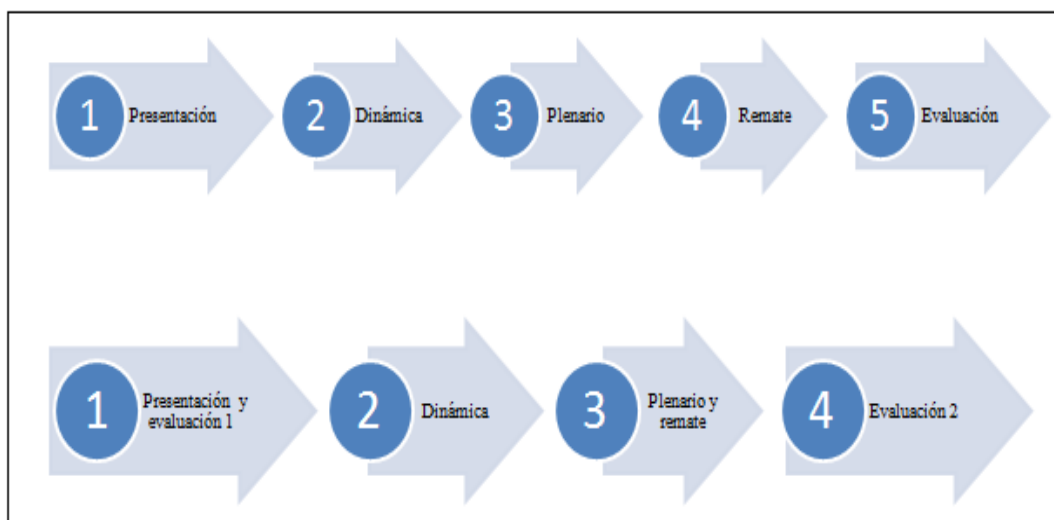 1 Presentación
2 Dinámica
3 Plenario
4 Remate
5 Evaluación
1 Presentación y
evaluación 1
2 Dinámica
3 Plenario y
remate
4 Evaluación 2